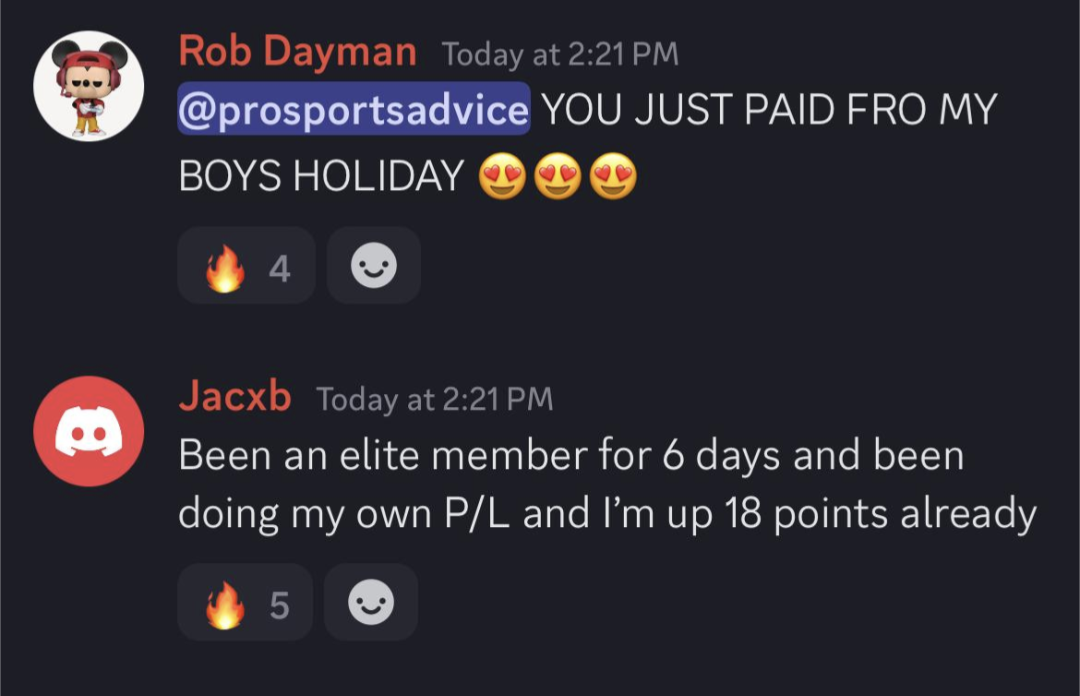 Rob Dayman Today at 2:21 PM
@prosportsadvice YOU JUST PAID FRO MY
BOYS HOLIDAY 😍😍😍
🔥 4
Jacxb Today at 2:21 PM
Been an elite member for 6 days and been
doing my own P/L and I’m up 18 points already
🔥 5